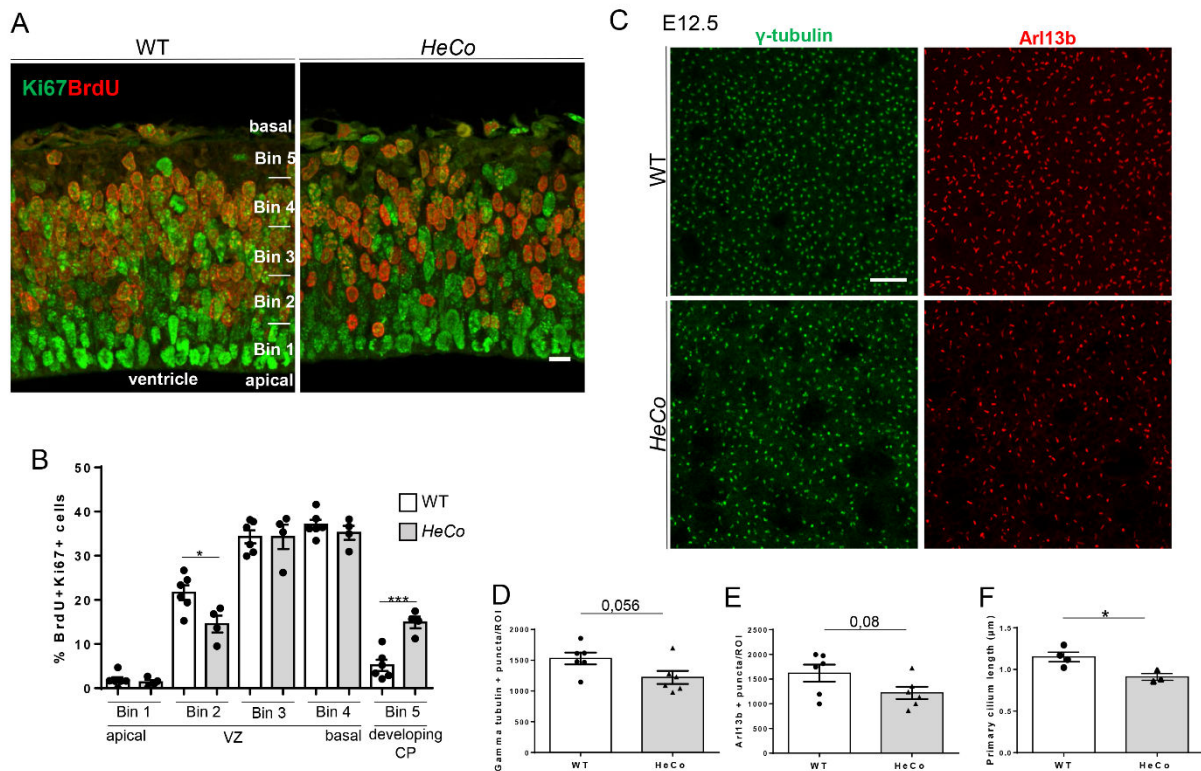 A
WT
HeCo
Ki67BrdU
basal
Bin 5
Bin 4
Bin 3
Bin 2
Bin 1
ventricle
apical
B
% BrdU+Ki67+ cells
50
40
30
20
10
0
WT
HeCo
*
***
Bin 1
Bin 2
Bin 3
Bin 4
Bin 5
apical
VZ
basal
developing
CP
C
E12.5
γ-tubulin
Arl13b
WT
HeCo
D
0,056
Gamma tubulin + puncta/ROI
2000
1500
1000
500
0
WT
HeCo
E
0,08
Arl13b + puncta/ROI
2500
2000
1500
1000
500
0
WT
HeCo
F
*
Primary cilium length (µm)
1.5
1.0
0.5
0.0
WT
HeCo